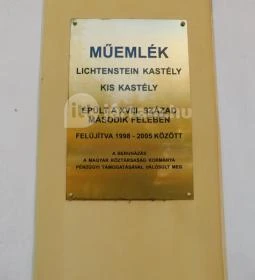 MŰEMLÉK
LICHTENSTEIN KASTÉLY
KIS KASTÉLY
ÉPÜLT A XVIII. SZÁZAD
MÁSODIK FELÉBEN
FELÚJÍTVA 1998 - 2005 KÖZÖTT
A BERUHÁZÁS
A MAGYAR KÖZTÁRSASÁG KORMÁNYA
PÉNZÜGYI TÁMOGATÁSÁVAL VALÓSULT MEG